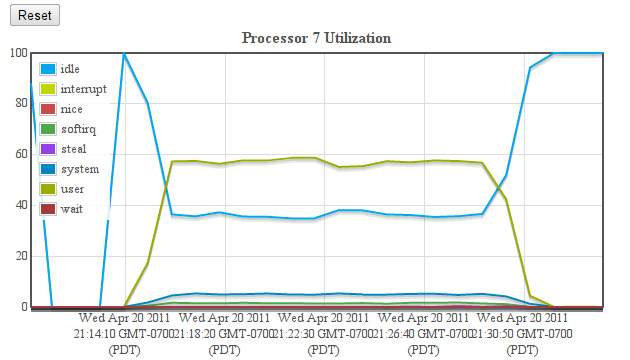 Reset
Processor 7 Utilization
100
80
60
40
20
0
idle
interrupt
nice
softirq
steal
system
user
wait
Wed Apr 20 2011
21:14:10 GMT-0700
(PDT)
Wed Apr 20 2011
21:18:20 GMT-0700
(PDT)
Wed Apr 20 2011
21:22:30 GMT-0700
(PDT)
Wed Apr 20 2011
21:26:40 GMT-0700
(PDT)
Wed Apr 20 2011
21:30:50 GMT-0700
(PDT)